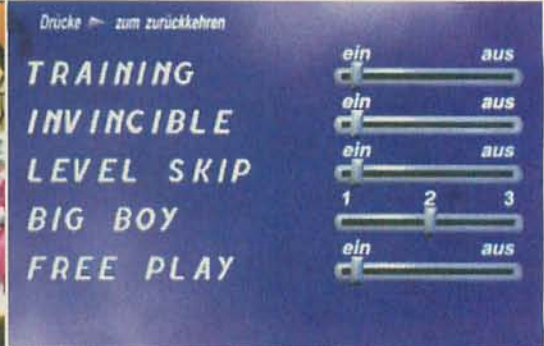 Drücke zum zurückkehren
TRAINING ein aus
INVINCIBLE ein aus
LEVEL SKIP ein aus
BIG BOY 1 2 3
FREE PLAY ein aus